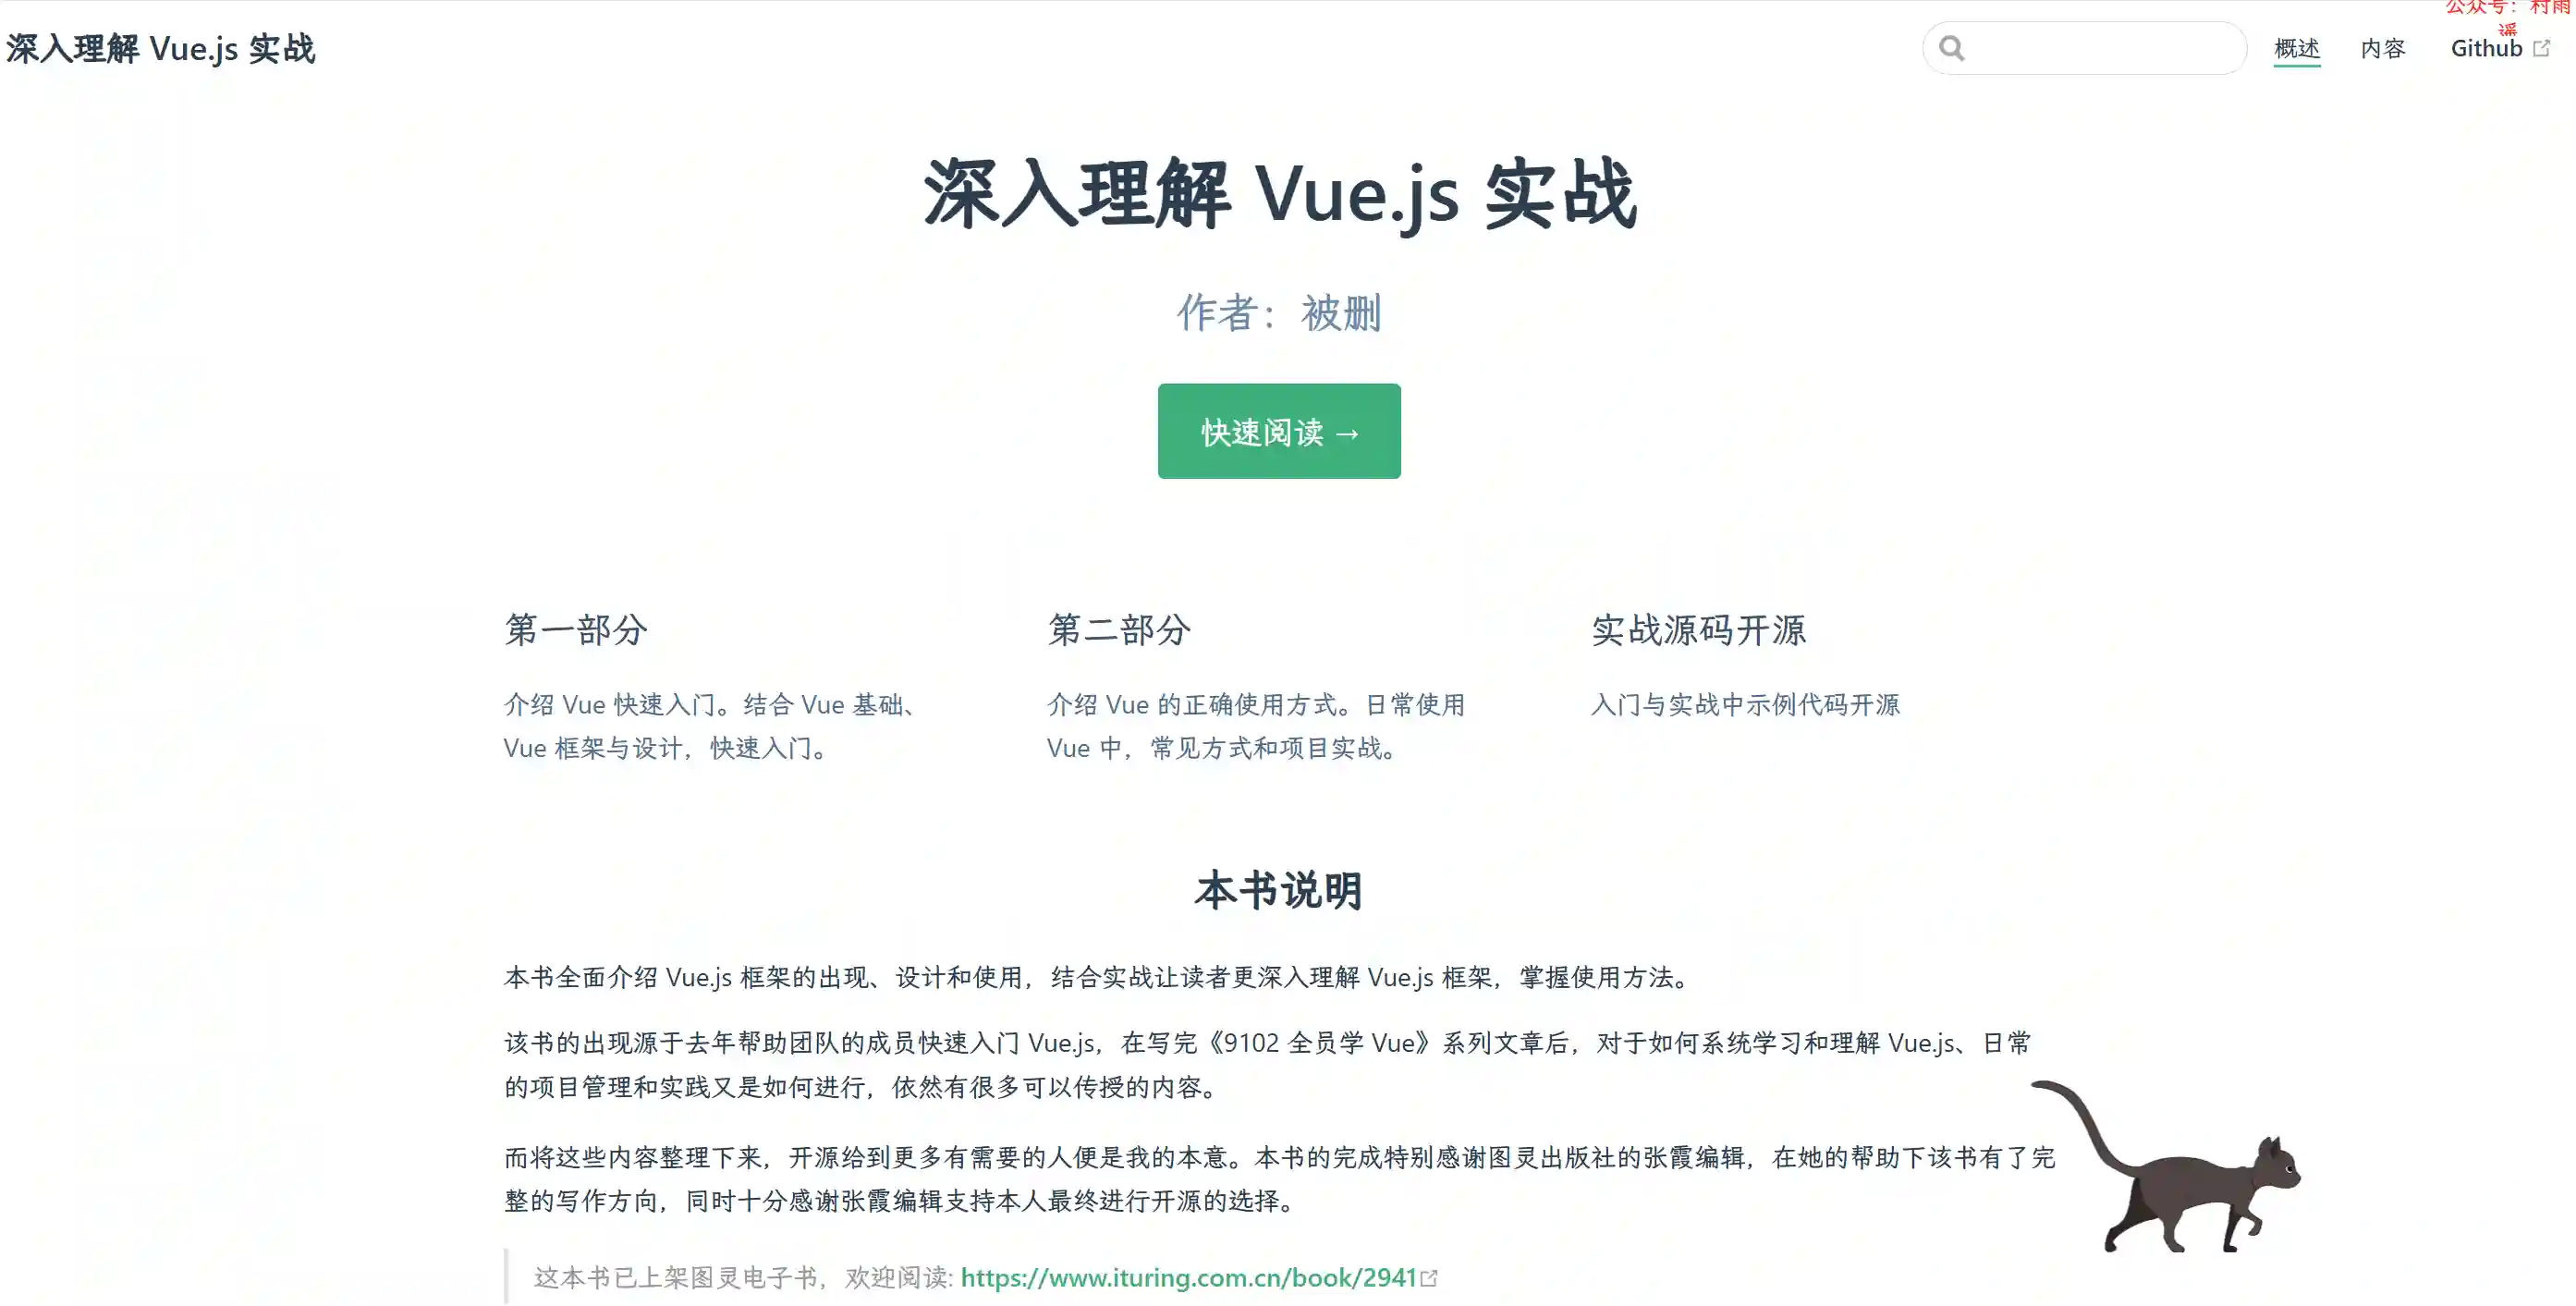 公众号：村雨
遥
深入理解 Vue.js 实战
概述
内容
Github
深入理解 Vue.js 实战
作者：被删
快速阅读 →
第一部分
介绍 Vue 快速入门。结合 Vue 基础、
Vue 框架与设计，快速入门。
第二部分
介绍 Vue 的正确使用方式。日常使用
Vue 中，常见方式和项目实战。
实战源码开源
入门与实战中示例代码开源
本书说明
本书全面介绍 Vue.js 框架的出现、设计和使用，结合实战让读者更深入理解 Vue.js 框架，掌握使用方法。
该书的出现源于去年帮助团队的成员快速入门 Vue.js，在写完《9102 全员学 Vue》系列文章后，对于如何系统学习和理解 Vue.js、日常
的项目管理和实践又是如何进行，依然有很多可以传授的内容。
而将这些内容整理下来，开源给到更多有需要的人便是我的本意。本书的完成特别感谢图灵出版社的张霞编辑，在她的帮助下该书有了完
整的写作方向，同时十分感谢张霞编辑支持本人最终进行开源的选择。
这本书已上架图灵电子书，欢迎阅读: https://www.ituring.com.cn/book/2941